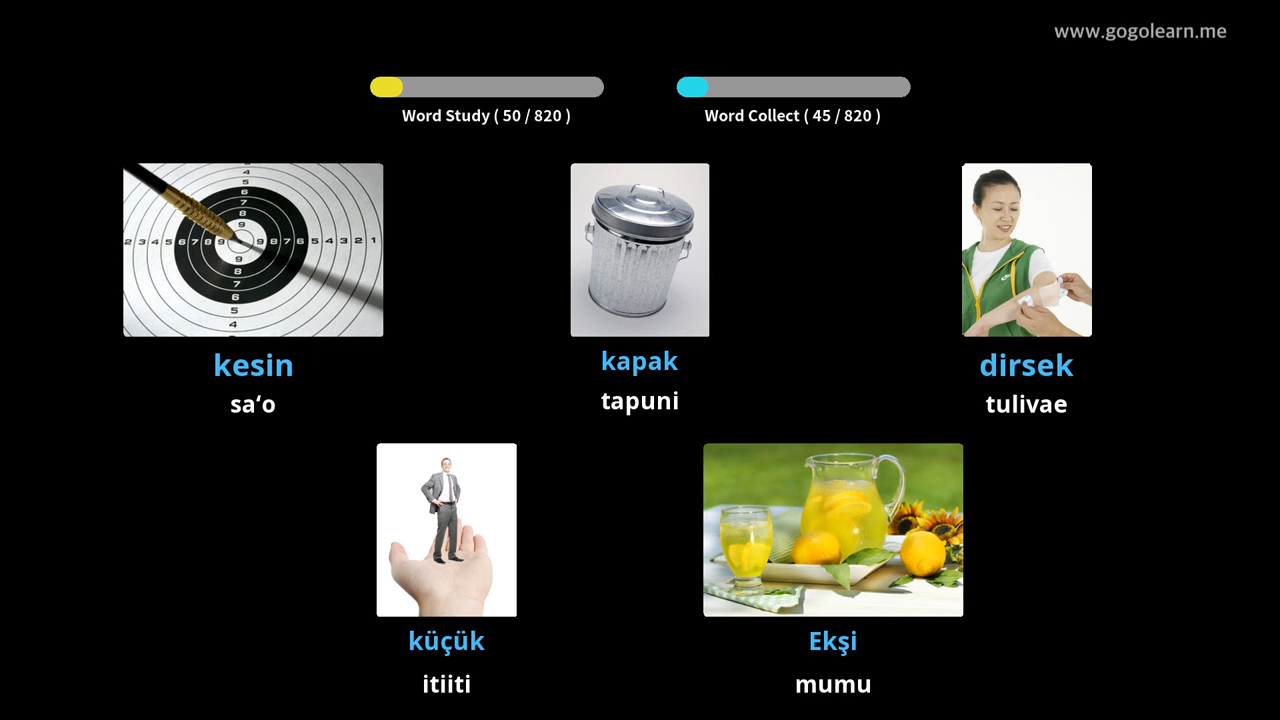 www.gogolearn.me
Word Study ( 50 / 820 )
Word Collect ( 45 / 820 )
kesin
kapak
dirsek
saʻo
tapuni
tulivae
küçük
Ekşi
itiiti
mumu